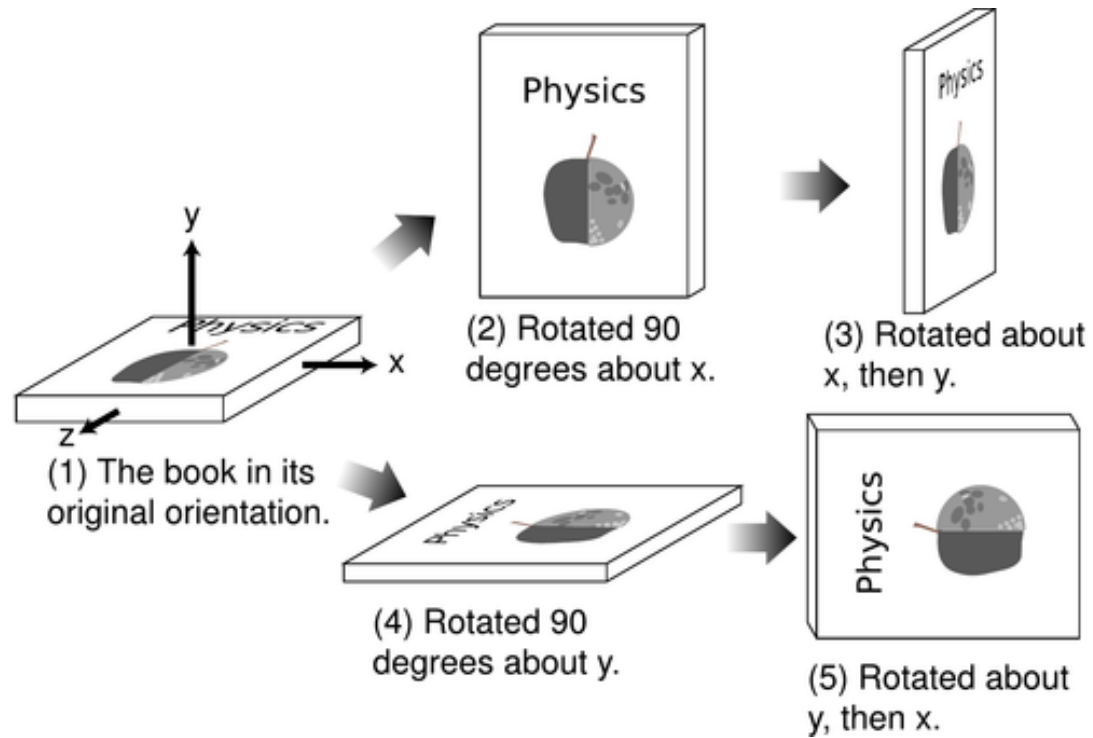 Physics
(2) Rotated 90
degrees about x.
Physics
(3) Rotated about
x, then y.
y
Physics
x
z
(1) The book in its
original orientation.
Physics
(4) Rotated 90
degrees about y.
Physics
(5) Rotated about
y, then x.